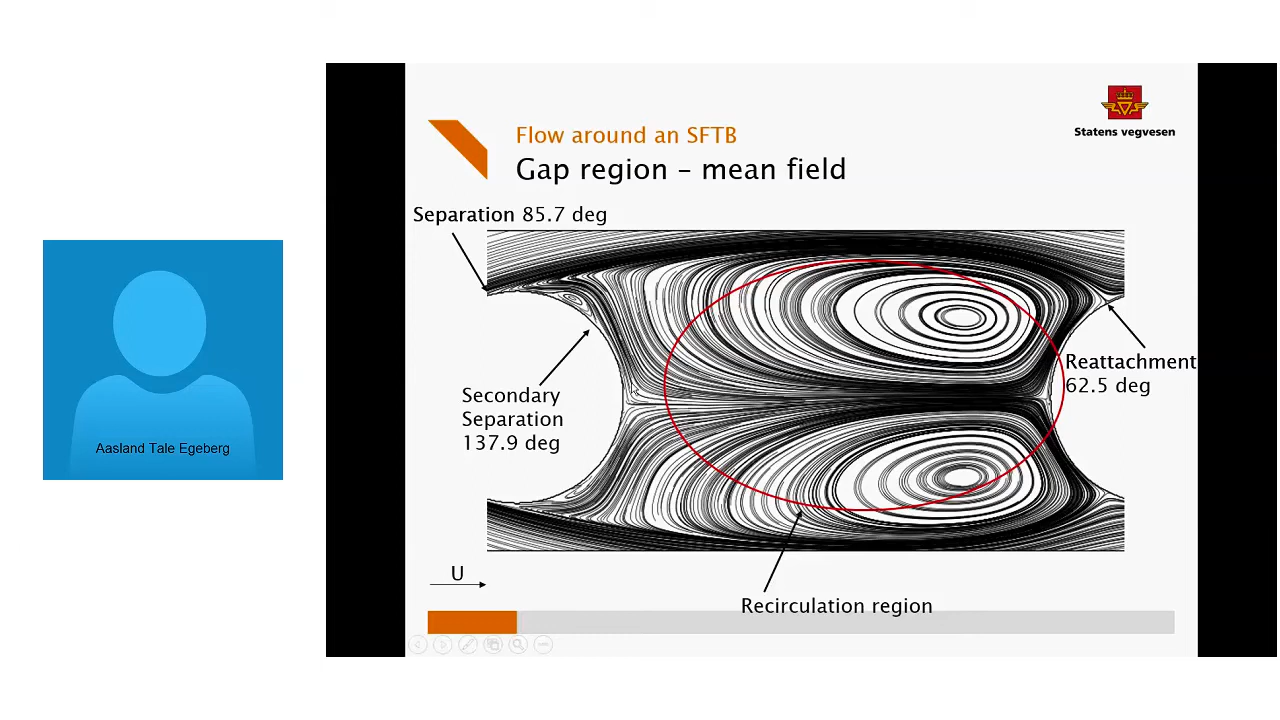 Flow around an SFTB
Gap region – mean field
Statens vegvesen
Separation 85.7 deg
Secondary
Separation
137.9 deg
Reattachment
62.5 deg
Recirculation region
U
Aasland Tale Egeberg